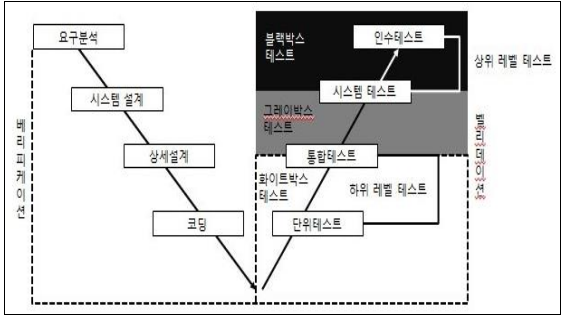 요구분석
시스템 설계
상세설계
코딩
베리피케이션
블랙박스
테스트
인수테스트
상위 레벨 테스트
시스템 테스트
그레이박스
테스트
통합테스트
화이트박스
테스트
하위 레벨 테스트
단위테스트
벨리데이션